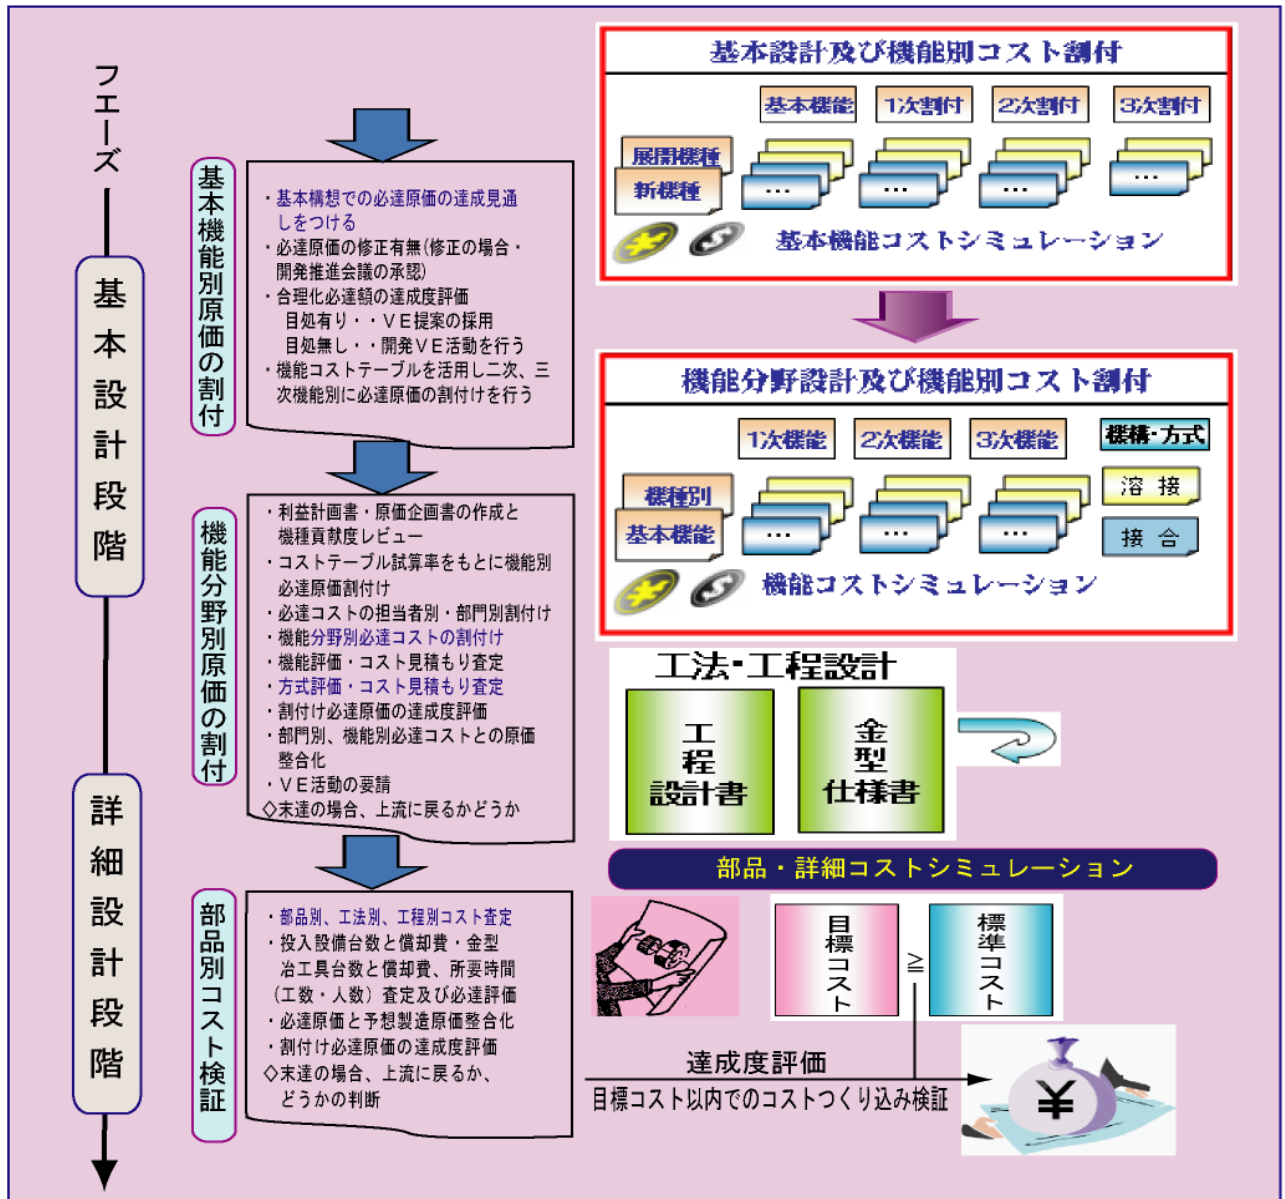 フェーズ
基本設計段階
詳細設計段階
基本機能別原価の割付
・基本構想での必達原価の達成見通
しをつける
・必達原価の修正有無(修正の場合・
開発推進会議の承認)
・合理化必達額の達成度評価
目処有り・・ＶＥ提案の採用
目処無し・・開発ＶＥ活動を行う
・機能コストテーブルを活用し二次、三
次機能別に必達原価の割付けを行う
機能分野別原価の割付
・利益計画書・原価企画書の作成と
機種貢献度レビュー
・コストテーブル試算率をもとに機能別
必達原価割付け
・必達コストの担当者別・部門別割付け
・機能分野別必達コストの割付け
・機能評価・コスト見積もり査定
・方式評価・コスト見積もり査定
・割付け必達原価の達成度評価
・部門別、機能別必達コストとの原価
整合化
・ＶＥ活動の要請
◇末達の場合、上流に戻るかどうか
部品別コスト検証
・部品別、工法別、工程別コスト査定
・投入設備台数と償却費・金型
冶工具台数と償却費、所要時間
(工数・人数）査定及び必達評価
・必達原価と予想製造原価整合化
・割付け必達原価の達成度評価
◇末達の場合、上流に戻るか、
どうかの判断
基本設計及び機能別コスト割付
基本機能 1次割付 2次割付 3次割付
展開機種
新機種
… … … …
基本機能コストシミュレーション
機能分野設計及び機能別コスト割付
1次機能 2次機能 3次機能 機構・方式
機種別
基本機能
… … …
溶接
接合
機能コストシミュレーション
工法・工程設計
工程設計書
金型仕様書
部品・詳細コストシミュレーション
目標コスト
≧
標準コスト
達成度評価
目標コスト以内でのコストつくり込み検証
¥